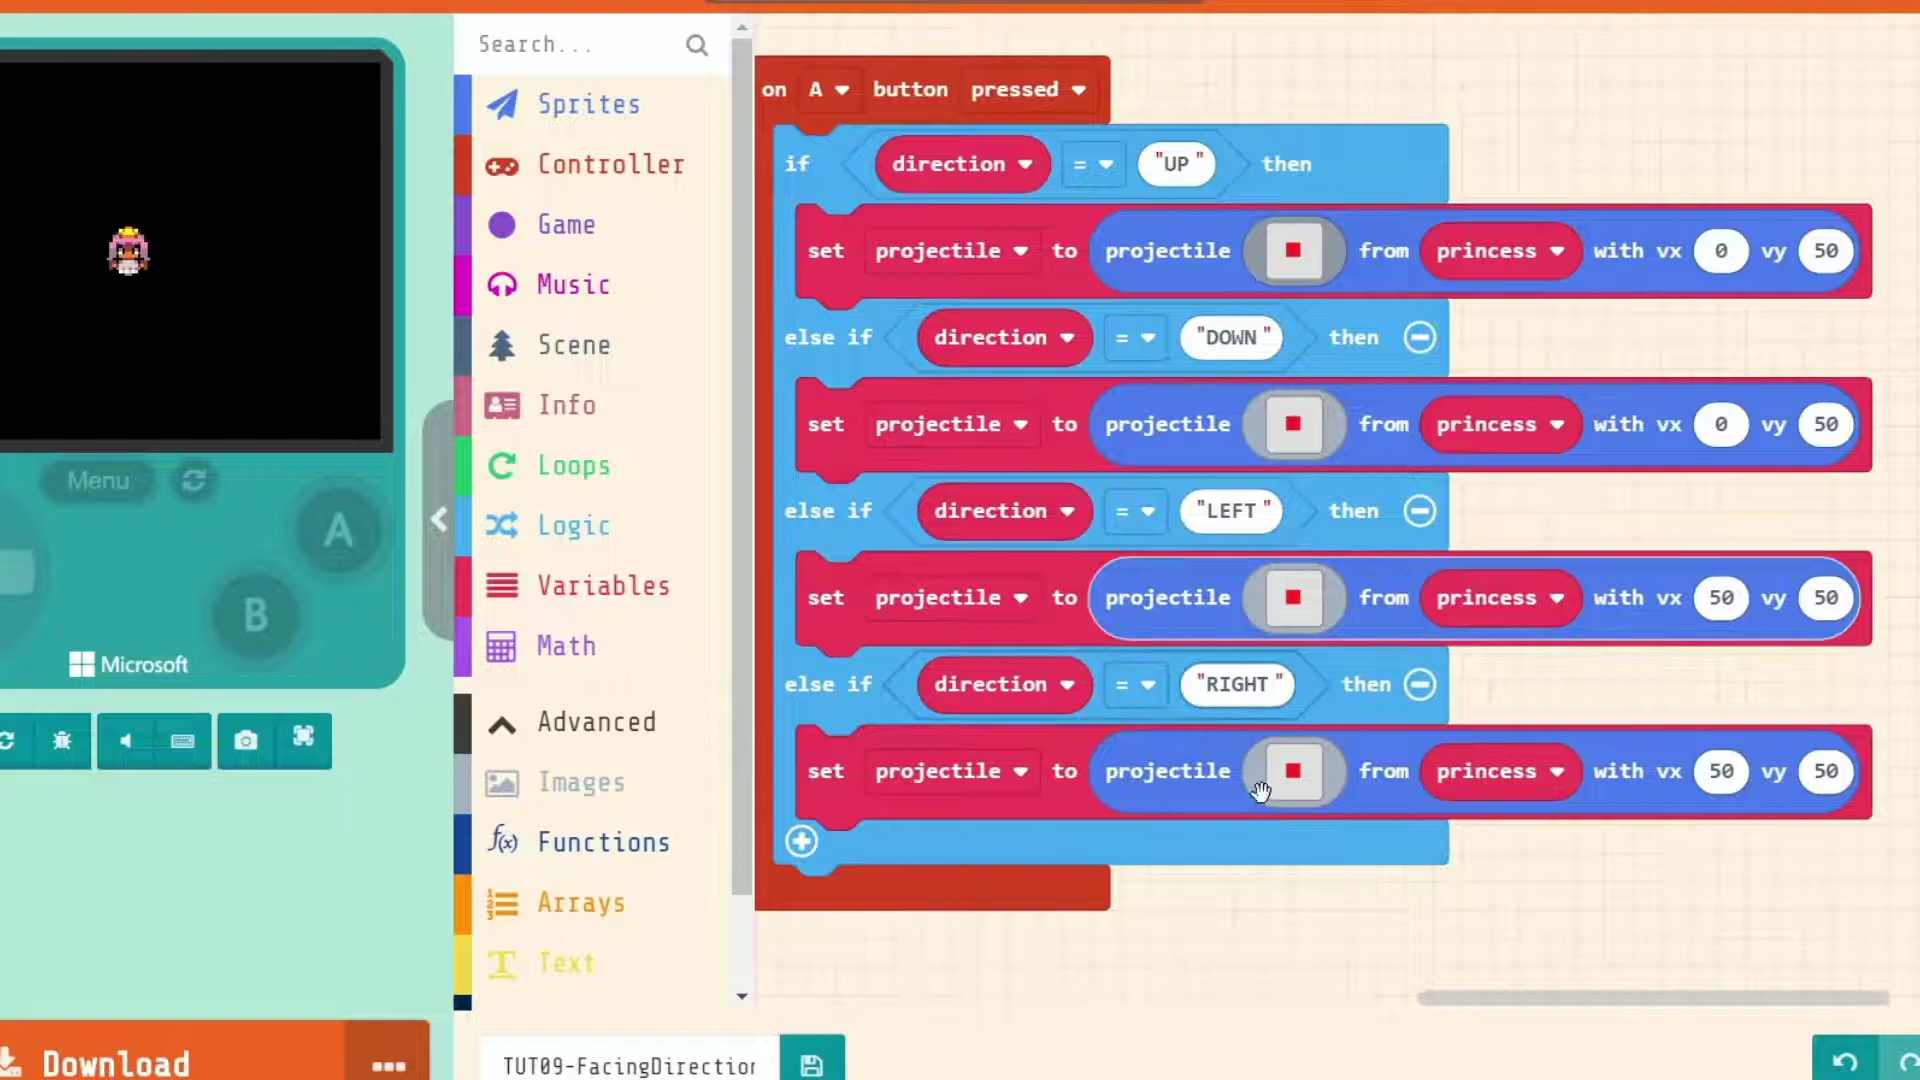 Search...
Sprites
Controller
Game
Music
Scene
Info
Loops
Logic
Variables
Math
Advanced
Images
Functions
Arrays
Text
on A button pressed
if direction = "UP" then
set projectile to projectile from princess with vx 0 vy 50
else if direction = "DOWN" then
set projectile to projectile from princess with vx 0 vy 50
else if direction = "LEFT" then
set projectile to projectile from princess with vx 50 vy 50
else if direction = "RIGHT" then
set projectile to projectile from princess with vx 50 vy 50
Menu
A
B
Microsoft
Download
TUT09-FacingDirection